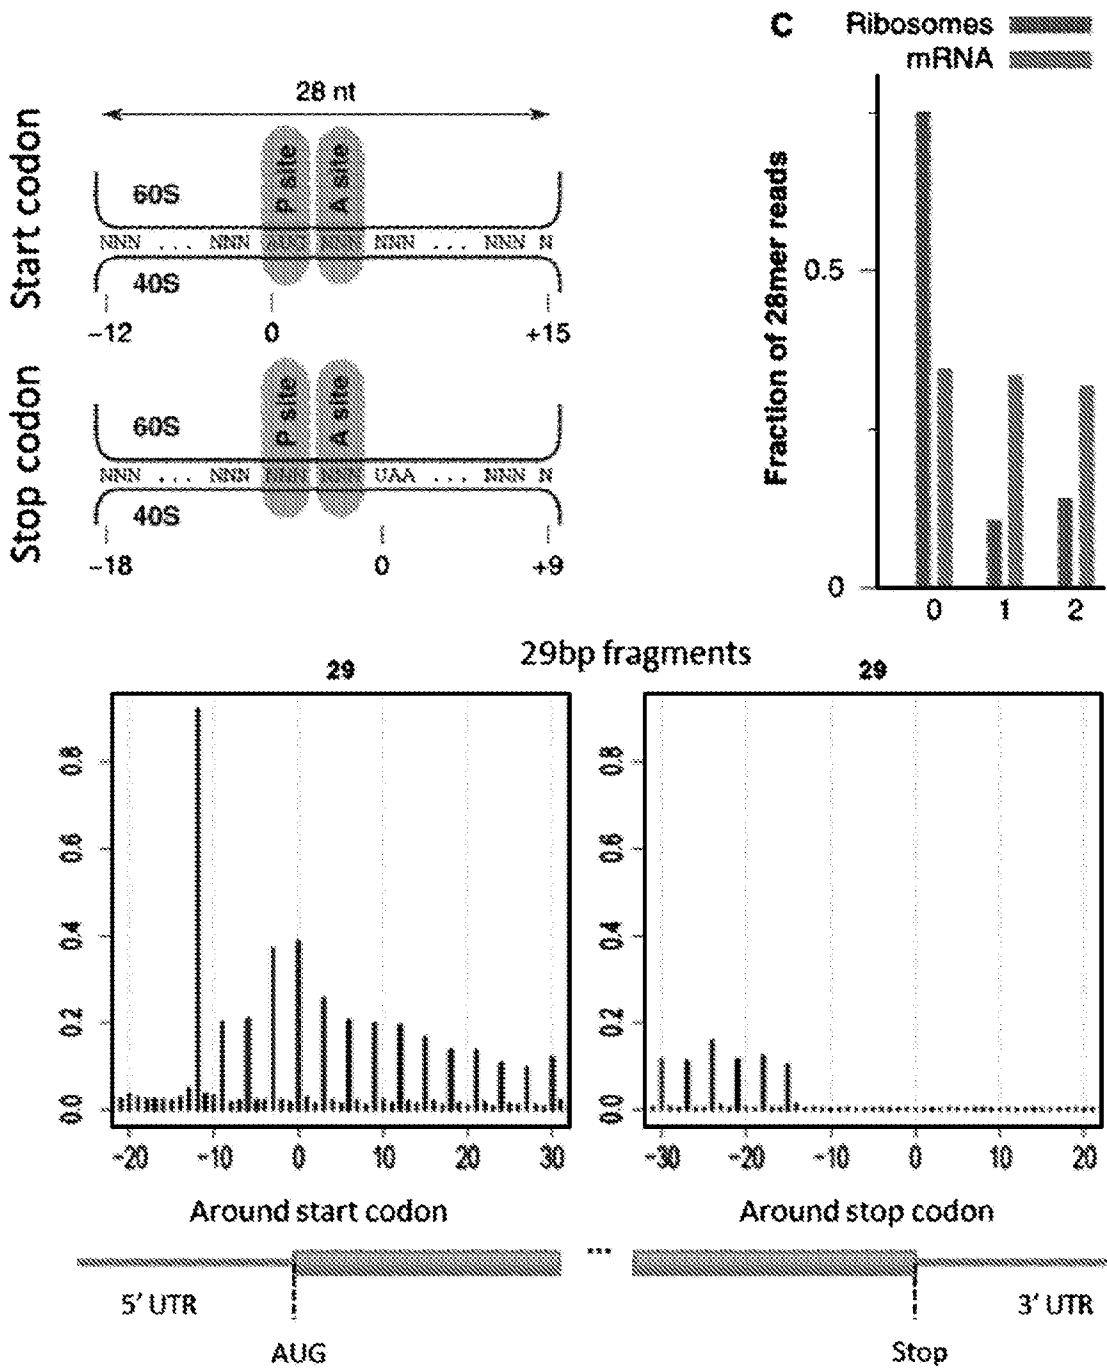 C
Ribosomes
mRNA
Start codon
28 nt
P site
A site
60S
NNN ... NNN NNN NNN ... NNN N
40S
-12 0 +15
Stop codon
P site
A site
60S
NNN ... NNN NNN NNN UAA ... NNN N
40S
-18 0 +9
Fraction of 28mer reads
0.5
0
0 1 2
29bp fragments
29
29
0.8
0.6
0.4
0.2
0.0
-20 -10 0 10 20 30
0.8
0.6
0.4
0.2
0.0
-30 -20 -10 0 10 20
Around start codon
Around stop codon
...
5' UTR
3' UTR
AUG
Stop